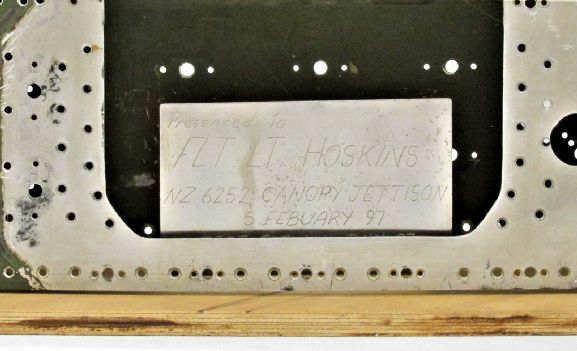 Presented To
FLT LT HOSKINS
NZ 6252 CANOPY JETTISON
5 FEBUARY 97